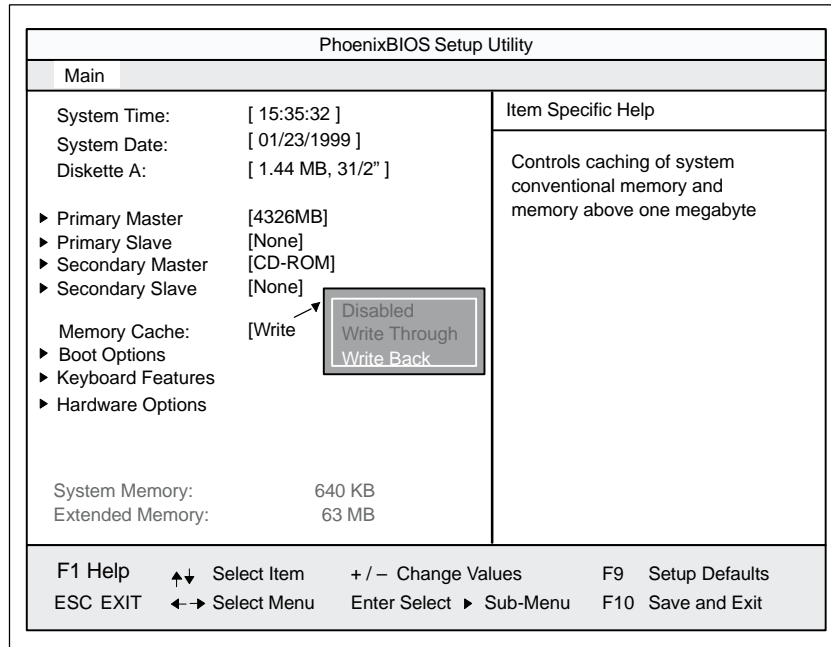 PhoenixBIOS Setup Utility
Main
System Time: [ 15:35:32 ]
System Date: [ 01/23/1999 ]
Diskette A: [ 1.44 MB, 31/2” ]
Primary Master [4326MB]
Primary Slave [None]
Secondary Master [CD-ROM]
Secondary Slave [None]
Memory Cache: [Write
Disabled
Write Through
Write Back
Boot Options
Keyboard Features
Hardware Options
System Memory: 640 KB
Extended Memory: 63 MB
Item Specific Help
Controls caching of system
conventional memory and
memory above one megabyte
F1 Help Select Item + / – Change Values F9 Setup Defaults
ESC EXIT Select Menu Enter Select Sub-Menu F10 Save and Exit